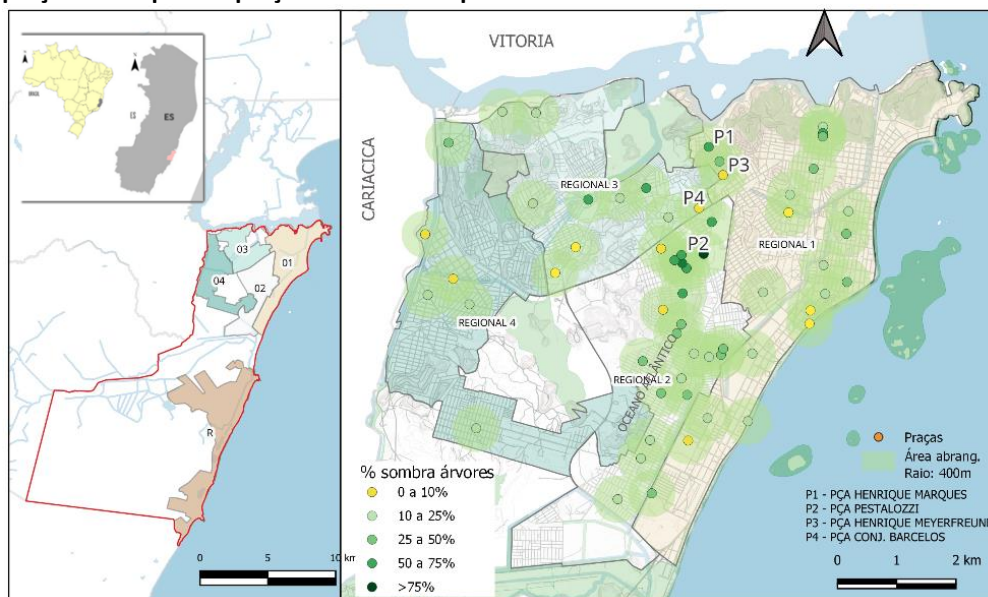 VITORIA
CARIACICA
ES
03
01
04
02
R
0 5 10 km
P1
P3
REGIONAL 3
P4
P2
REGIONAL 1
REGIONAL 4
REGIONAL 2
OCEANO ATLÂNTICO
% sombra árvores
0 a 10%
10 a 25%
25 a 50%
50 a 75%
>75%
Praças
Área abrang.
Raio: 400m
P1 - PÇA HENRIQUE MARQUES
P2 - PÇA PESTALOZZI
P3 - PÇA HENRIQUE MEYERFREUND
P4 - PÇA CONJ. BARCELOS
0 1 2 km